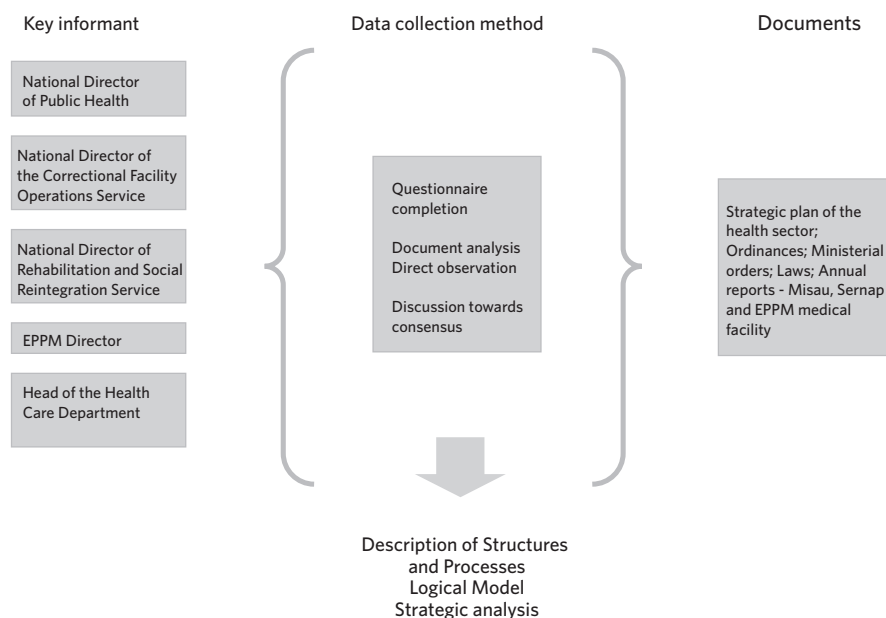 Key informant
National Director
of Public Health
National Director of
the Correctional Facility
Operations Service
National Director of
Rehabilitation and Social
Reintegration Service
EPPM Director
Head of the Health
Care Department
Data collection method
Questionnaire
completion
Document analysis
Direct observation
Discussion towards
consensus
Documents
Strategic plan of the
health sector;
Ordinances; Ministerial
orders; Laws; Annual
reports - Misau, Sernap
and EPPM medical
facility
Description of Structures
and Processes
Logical Model
Strategic analysis